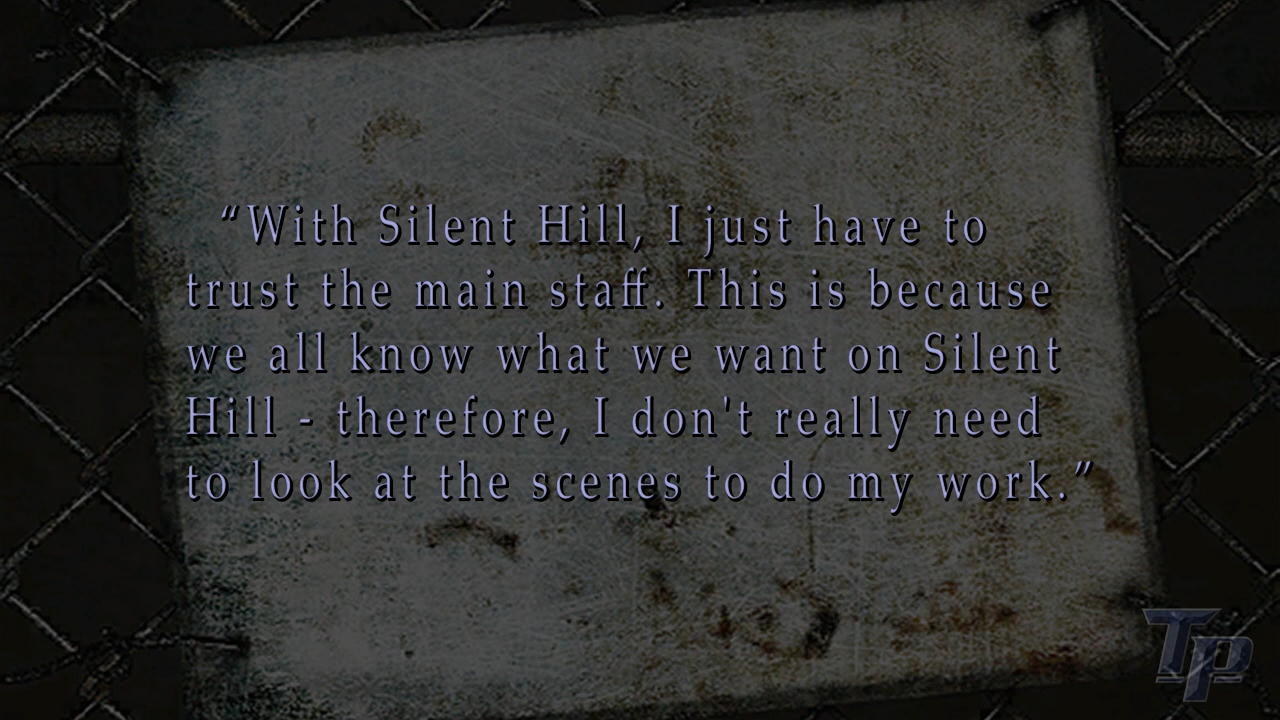 “With Silent Hill, I just have to
trust the main staff. This is because
we all know what we want on Silent
Hill - therefore, I don't really need
to look at the scenes to do my work.”
TP